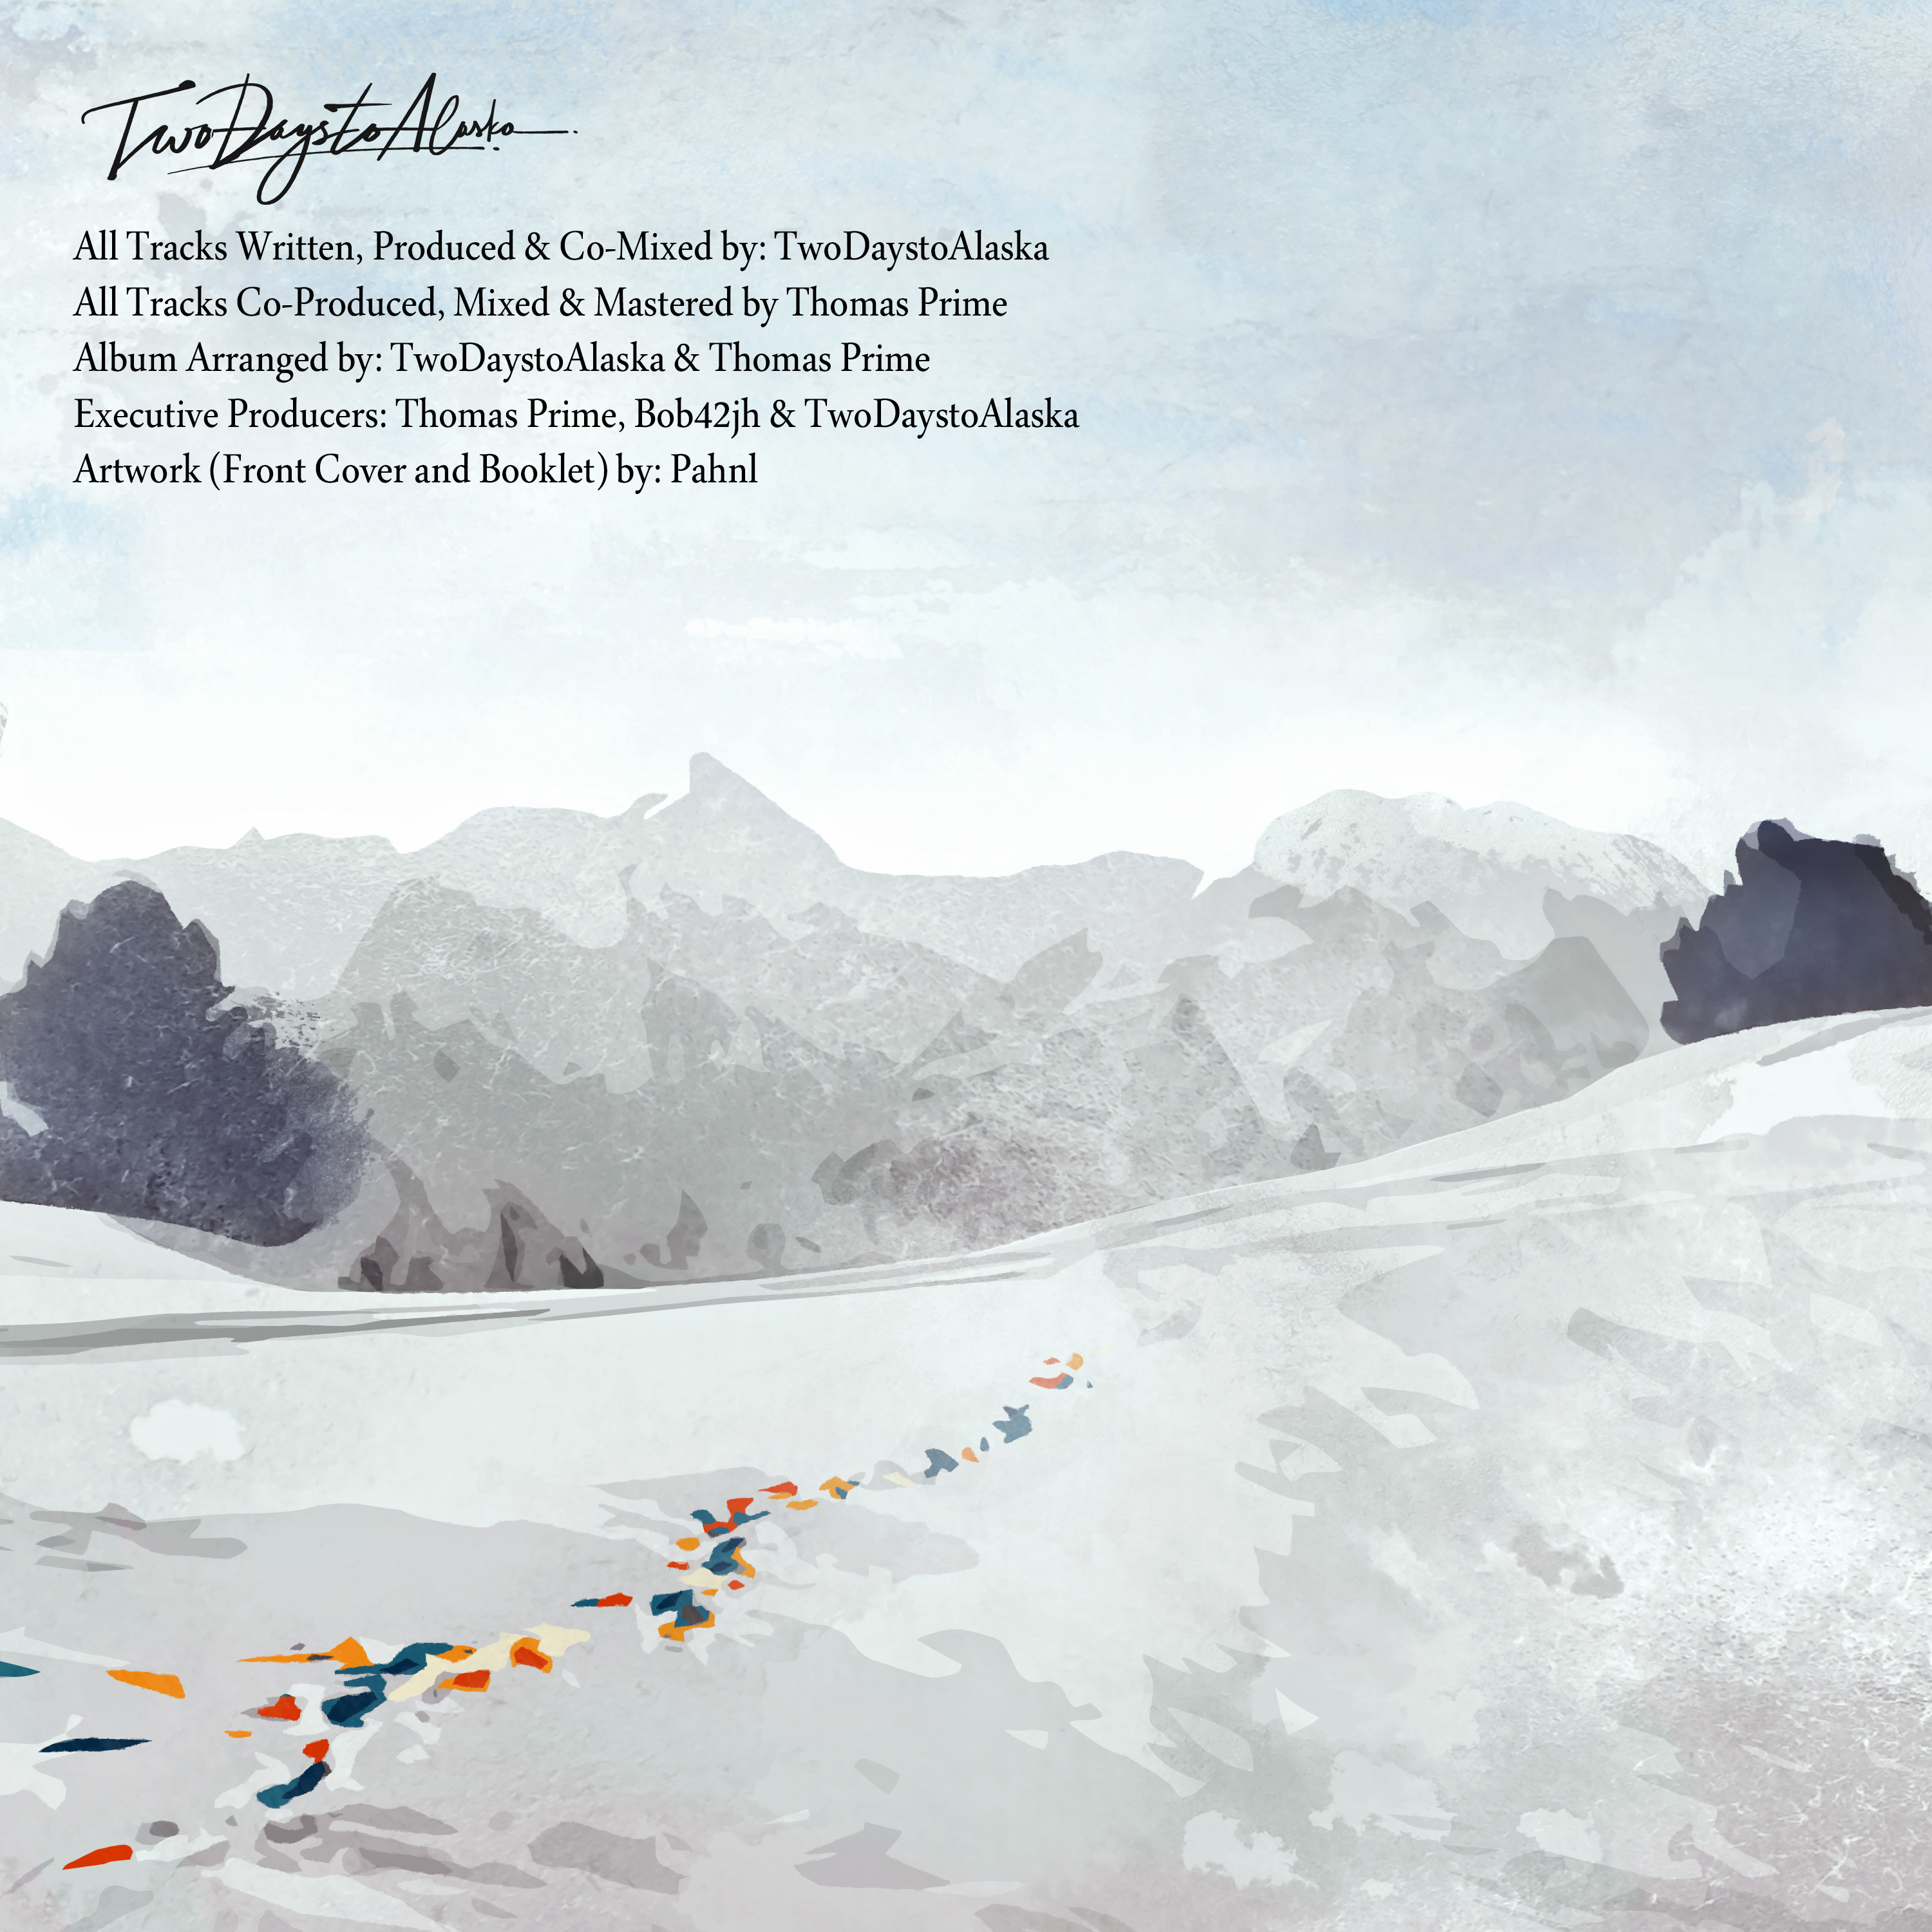 TwoDaystoAlaska
All Tracks Written, Produced & Co-Mixed by: TwoDaystoAlaska
All Tracks Co-Produced, Mixed & Mastered by Thomas Prime
Album Arranged by: TwoDaystoAlaska & Thomas Prime
Executive Producers: Thomas Prime, Bob42jh & TwoDaystoAlaska
Artwork (Front Cover and Booklet) by: Pahnl